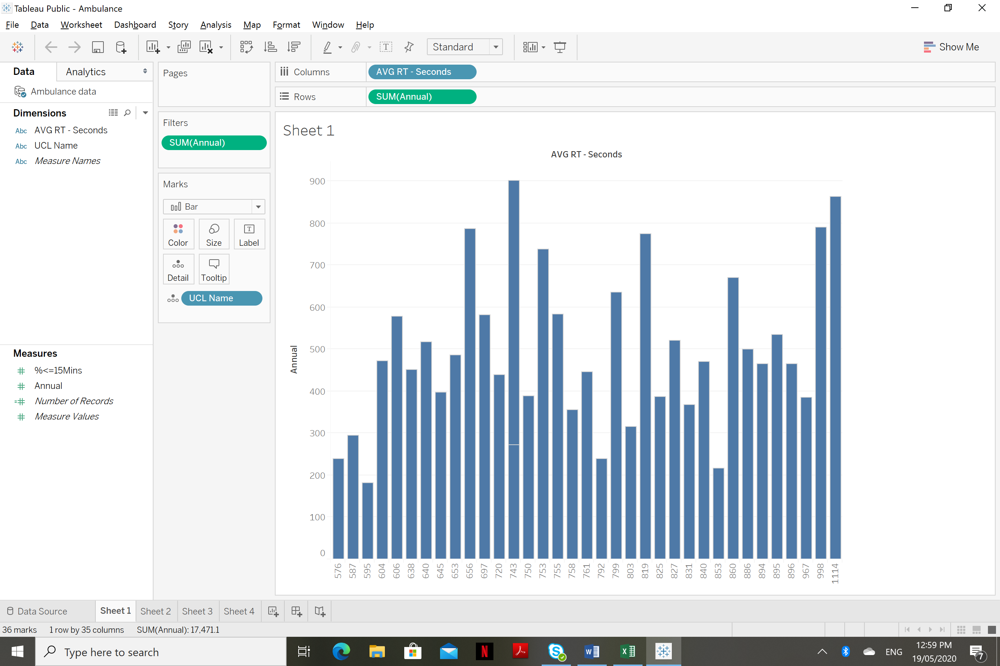 Tableau Public - Ambulance
File Data Worksheet Dashboard Story Analysis Map Format Window Help
Standard
Show Me
Data Analytics
Ambulance data
Dimensions
Abc AVG RT - Seconds
Abc UCL Name
Abc Measure Names
Measures
%<=15Mins
Annual
Number of Records
Measure Values
Pages
Filters
SUM(Annual)
Marks
Bar
Color Size Label
Detail Tooltip
UCL Name
Columns AVG RT - Seconds
Rows SUM(Annual)
Sheet 1
AVG RT - Seconds
Annual
900
800
700
600
500
400
300
200
100
0
576 587 595 604 606 638 640 645 653 656 697 720 743 750 753 755 758 761 792 799 803 819 825 827 831 840 853 860 886 894 895 896 967 998 1114
Data Source Sheet 1 Sheet 2 Sheet 3 Sheet 4
36 marks 1 row by 35 columns SUM(Annual): 17,471.1
Type here to search
ENG
12:59 PM
19/05/2020
7